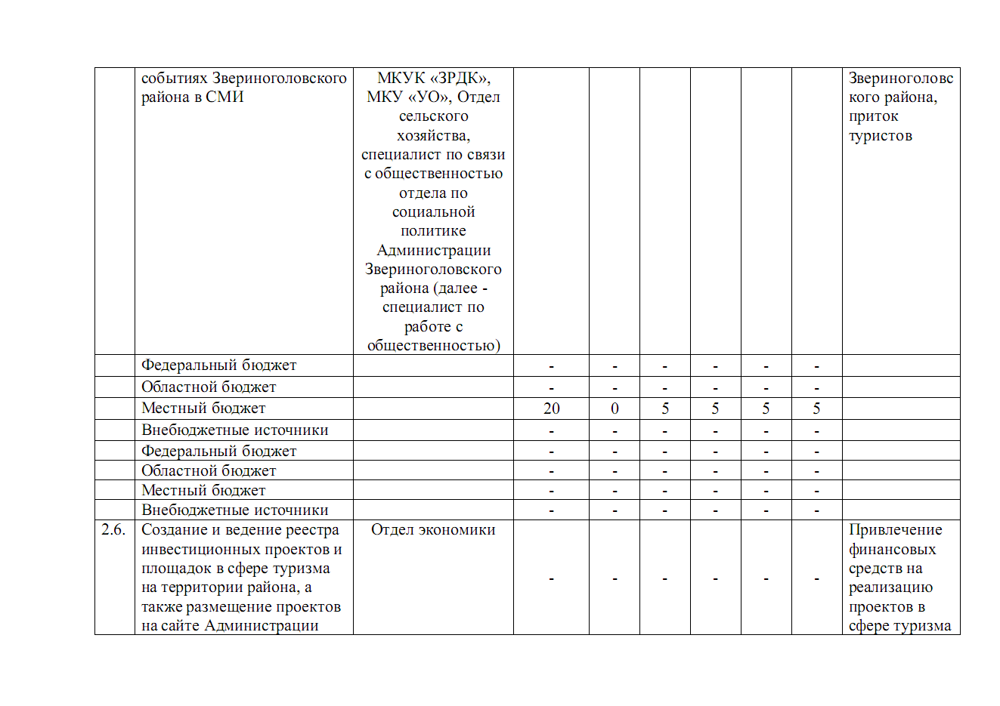 событиях Звериноголовского
района в СМИ
МКУК «ЗРДК»,
МКУ «УО», Отдел
сельского
хозяйства,
специалист по связи
с общественностью
отдела по
социальной
политике
Администрации
Звериноголовского
района (далее -
специалист по
работе с
общественностью)
Звериноголовс
кого района,
приток
туристов
Федеральный бюджет - - - - - -
Областной бюджет - - - - - -
Местный бюджет 20 0 5 5 5 5
Внебюджетные источники - - - - - -
Федеральный бюджет - - - - - -
Областной бюджет - - - - - -
Местный бюджет - - - - - -
Внебюджетные источники - - - - - -
2.6.
Создание и ведение реестра
инвестиционных проектов и
площадок в сфере туризма
на территории района, а
также размещение проектов
на сайте Администрации
Отдел экономики
- - - - - -
Привлечение
финансовых
средств на
реализацию
проектов в
сфере туризма